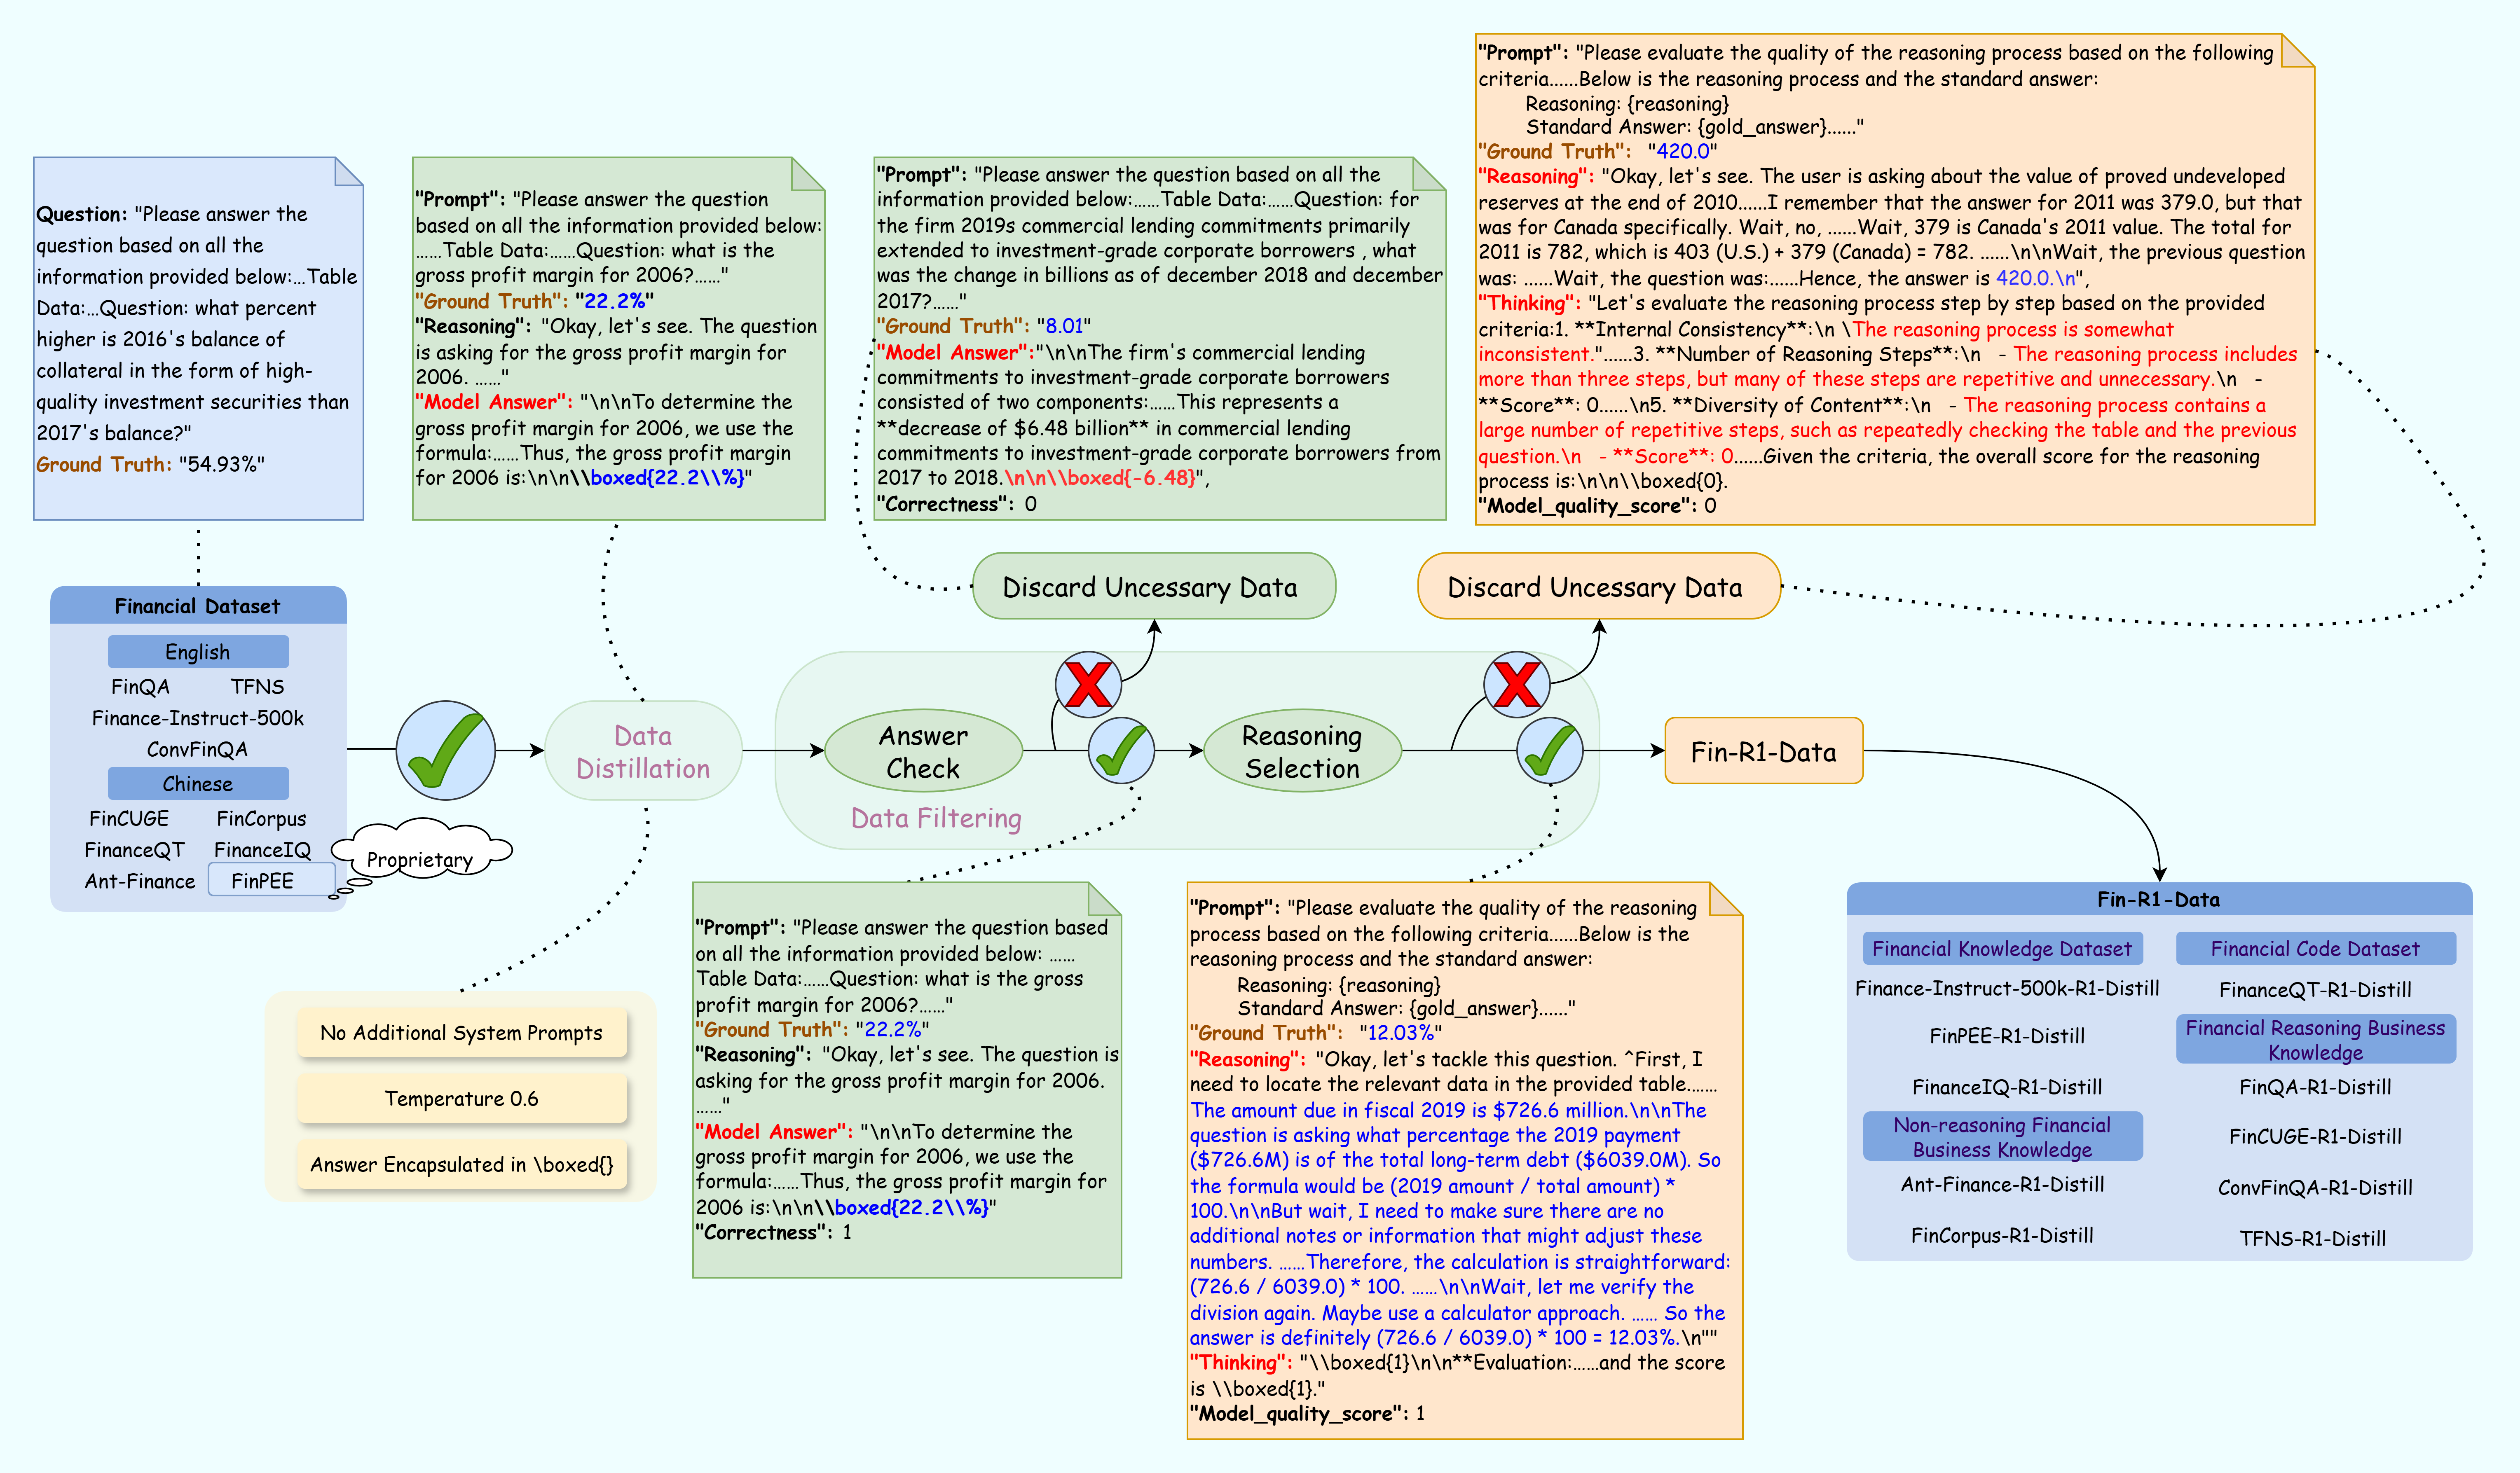 Question: "Please answer the
question based on all the
information provided below:...Table
Data:...Question: what percent
higher is 2016's balance of
collateral in the form of high-
quality investment securities than
2017's balance?"
Ground Truth: "54.93%"
"Prompt": "Please answer the question
based on all the information provided below:
......Table Data:......Question: what is the
gross profit margin for 2006?......"
"Ground Truth": "22.2%"
"Reasoning": "Okay, let's see. The question
is asking for the gross profit margin for
2006. ......"
"Model Answer": "\n\nTo determine the
gross profit margin for 2006, we use the
formula:......Thus, the gross profit margin
for 2006 is:\n\n\\boxed{22.2\\%}"
"Prompt": "Please answer the question based on all the
information provided below:......Table Data:......Question: for
the firm 2019s commercial lending commitments primarily
extended to investment-grade corporate borrowers , what
was the change in billions as of december 2018 and december
2017?......"
"Ground Truth": "8.01"
"Model Answer":"\n\nThe firm's commercial lending
commitments to investment-grade corporate borrowers
consisted of two components:......This represents a
**decrease of $6.48 billion** in commercial lending
commitments to investment-grade corporate borrowers from
2017 to 2018.\n\n\\boxed{-6.48}",
"Correctness": 0
"Prompt": "Please evaluate the quality of the reasoning process based on the following
criteria......Below is the reasoning process and the standard answer:
Reasoning: {reasoning}
Standard Answer: {gold_answer}......"
"Ground Truth": "420.0"
"Reasoning": "Okay, let's see. The user is asking about the value of proved undeveloped
reserves at the end of 2010......I remember that the answer for 2011 was 379.0, but that
was for Canada specifically. Wait, no, ......Wait, 379 is Canada's 2011 value. The total for
2011 is 782, which is 403 (U.S.) + 379 (Canada) = 782. ......\n\nWait, the previous question
was: ......Wait, the question was:......Hence, the answer is 420.0.\n",
"Thinking": "Let's evaluate the reasoning process step by step based on the provided
criteria:1. **Internal Consistency**:\n \The reasoning process is somewhat
inconsistent."......3. **Number of Reasoning Steps**:\n - The reasoning process includes
more than three steps, but many of these steps are repetitive and unnecessary.\n -
**Score**: 0......\n5. **Diversity of Content**:\n - The reasoning process contains a
large number of repetitive steps, such as repeatedly checking the table and the previous
question.\n - **Score**: 0......Given the criteria, the overall score for the reasoning
process is:\n\n\\boxed{0}.
"Model_quality_score": 0
Discard Uncessary Data
Discard Uncessary Data
Financial Dataset
English
FinQA TFNS
Finance-Instruct-500k
ConvFinQA
Chinese
FinCUGE FinCorpus
FinanceQT FinanceIQ
Ant-Finance FinPEE
Proprietary
Data
Distillation
Answer
Check
Reasoning
Selection
Data Filtering
Fin-R1-Data
No Additional System Prompts
Temperature 0.6
Answer Encapsulated in \boxed{}
"Prompt": "Please answer the question based
on all the information provided below: ......
Table Data:......Question: what is the gross
profit margin for 2006?......"
"Ground Truth": "22.2%"
"Reasoning": "Okay, let's see. The question is
asking for the gross profit margin for 2006.
......"
"Model Answer": "\n\nTo determine the
gross profit margin for 2006, we use the
formula:......Thus, the gross profit margin for
2006 is:\n\n\\boxed{22.2\\%}"
"Correctness": 1
"Prompt": "Please evaluate the quality of the reasoning
process based on the following criteria......Below is the
reasoning process and the standard answer:
Reasoning: {reasoning}
Standard Answer: {gold_answer}......"
"Ground Truth": "12.03%"
"Reasoning": "Okay, let's tackle this question. ^First, I
need to locate the relevant data in the provided table.......
The amount due in fiscal 2019 is $726.6 million.\n\nThe
question is asking what percentage the 2019 payment
($726.6M) is of the total long-term debt ($6039.0M). So
the formula would be (2019 amount / total amount) *
100.\n\nBut wait, I need to make sure there are no
additional notes or information that might adjust these
numbers. ......Therefore, the calculation is straightforward:
(726.6 / 6039.0) * 100. ......\n\nWait, let me verify the
division again. Maybe use a calculator approach. ...... So the
answer is definitely (726.6 / 6039.0) * 100 = 12.03%.\n""
"Thinking": "\\boxed{1}\n\n**Evaluation:......and the score
is \\boxed{1}."
"Model_quality_score": 1
Fin-R1-Data
Financial Knowledge Dataset
Finance-Instruct-500k-R1-Distill
FinPEE-R1-Distill
FinanceIQ-R1-Distill
Non-reasoning Financial
Business Knowledge
Ant-Finance-R1-Distill
FinCorpus-R1-Distill
Financial Code Dataset
FinanceQT-R1-Distill
Financial Reasoning Business
Knowledge
FinQA-R1-Distill
FinCUGE-R1-Distill
ConvFinQA-R1-Distill
TFNS-R1-Distill